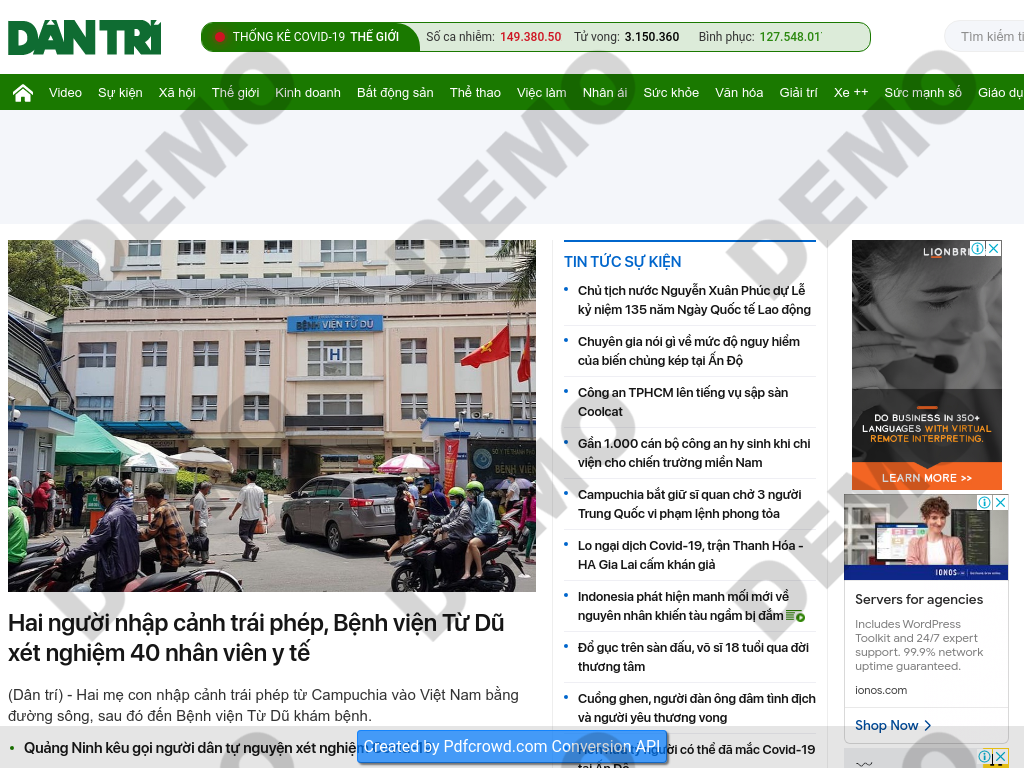 DÂN TRÍ
THỐNG KÊ COVID-19 THẾ GIỚI Số ca nhiễm: 149.380.50 Tử vong: 3.150.360 Bình phục: 127.548.01
Tìm kiếm ti
Video Sự kiện Xã hội Thế giới Kinh doanh Bất động sản Thể thao Việc làm Nhân ái Sức khỏe Văn hóa Giải trí Xe ++ Sức mạnh số Giáo dụ
DEMO DEMO DEMO
BỆNH VIỆN TỪ DŨ
H
Hai người nhập cảnh trái phép, Bệnh viện Từ Dũ
xét nghiệm 40 nhân viên y tế
(Dân trí) - Hai mẹ con nhập cảnh trái phép từ Campuchia vào Việt Nam bằng
đường sông, sau đó đến Bệnh viện Từ Dũ khám bệnh.
Quảng Ninh kêu gọi người dân tự nguyện xét nghiệ
TIN TỨC SỰ KIỆN
Chủ tịch nước Nguyễn Xuân Phúc dự Lễ
kỷ niệm 135 năm Ngày Quốc tế Lao động
Chuyên gia nói gì về mức độ nguy hiểm
của biến chủng kép tại Ấn Độ
Công an TPHCM lên tiếng vụ sập sàn
Coolcat
Gần 1.000 cán bộ công an hy sinh khi chi
viện cho chiến trường miền Nam
Campuchia bắt giữ sĩ quan chở 3 người
Trung Quốc vi phạm lệnh phong tỏa
Lo ngại dịch Covid-19, trận Thanh Hóa -
HA Gia Lai cấm khán giả
Indonesia phát hiện manh mối mới về
nguyên nhân khiến tàu ngầm bị đắm
Đổ gục trên sàn đấu, võ sĩ 18 tuổi qua đời
thương tâm
Cuồng ghen, người đàn ông đâm tình địch
và người yêu thương vong
người có thể đã mắc Covid-19
tại Ấn Độ
LIONBRI
DO BUSINESS IN 350+
LANGUAGES WITH VIRTUAL
REMOTE INTERPRETING.
LEARN MORE >>
IONOS
Servers for agencies
Includes WordPress
Toolkit and 24/7 expert
support. 99.9% network
uptime guaranteed.
ionos.com
Shop Now
DEMO DEMO DEMO
Created by Pdfcrowd.com Conversion API